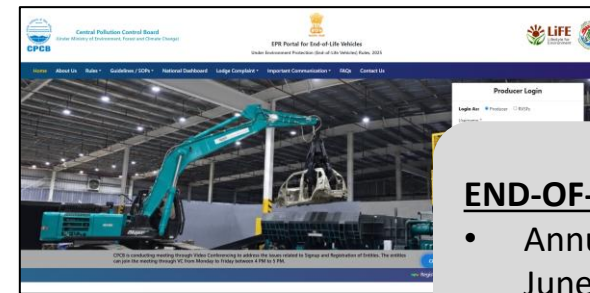 Central Pollution Control Board
(Under Ministry of Environment, Forest and Climate Change)
CPCB
EPR Portal for End-of-Life Vehicles
Under Environment Protection (End-of-Life Vehicles) Rules, 2025
LiFE
Lifestyle for
Environment
Home About Us Rules Guidelines / SOPs National Dashboard Lodge Complaint Important Communication FAQs Contact Us
Producer Login
Login As: Producer RVSFs
Username *
CPCB is conducting meeting through Video Conferencing to address the issues related to Signup and Registration of Entities. The entities
can join the meeting through VC from Monday to Friday between 4 PM to 5 PM.
END-OF-
• Annu
June